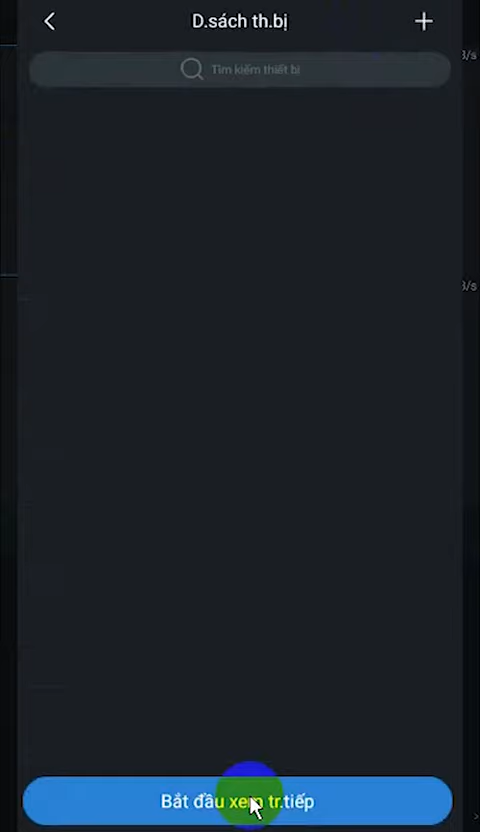 D.sách th.bị
B/s
Tìm kiếm thiết bị
B/s
Bắt đầu xem tr.tiếp